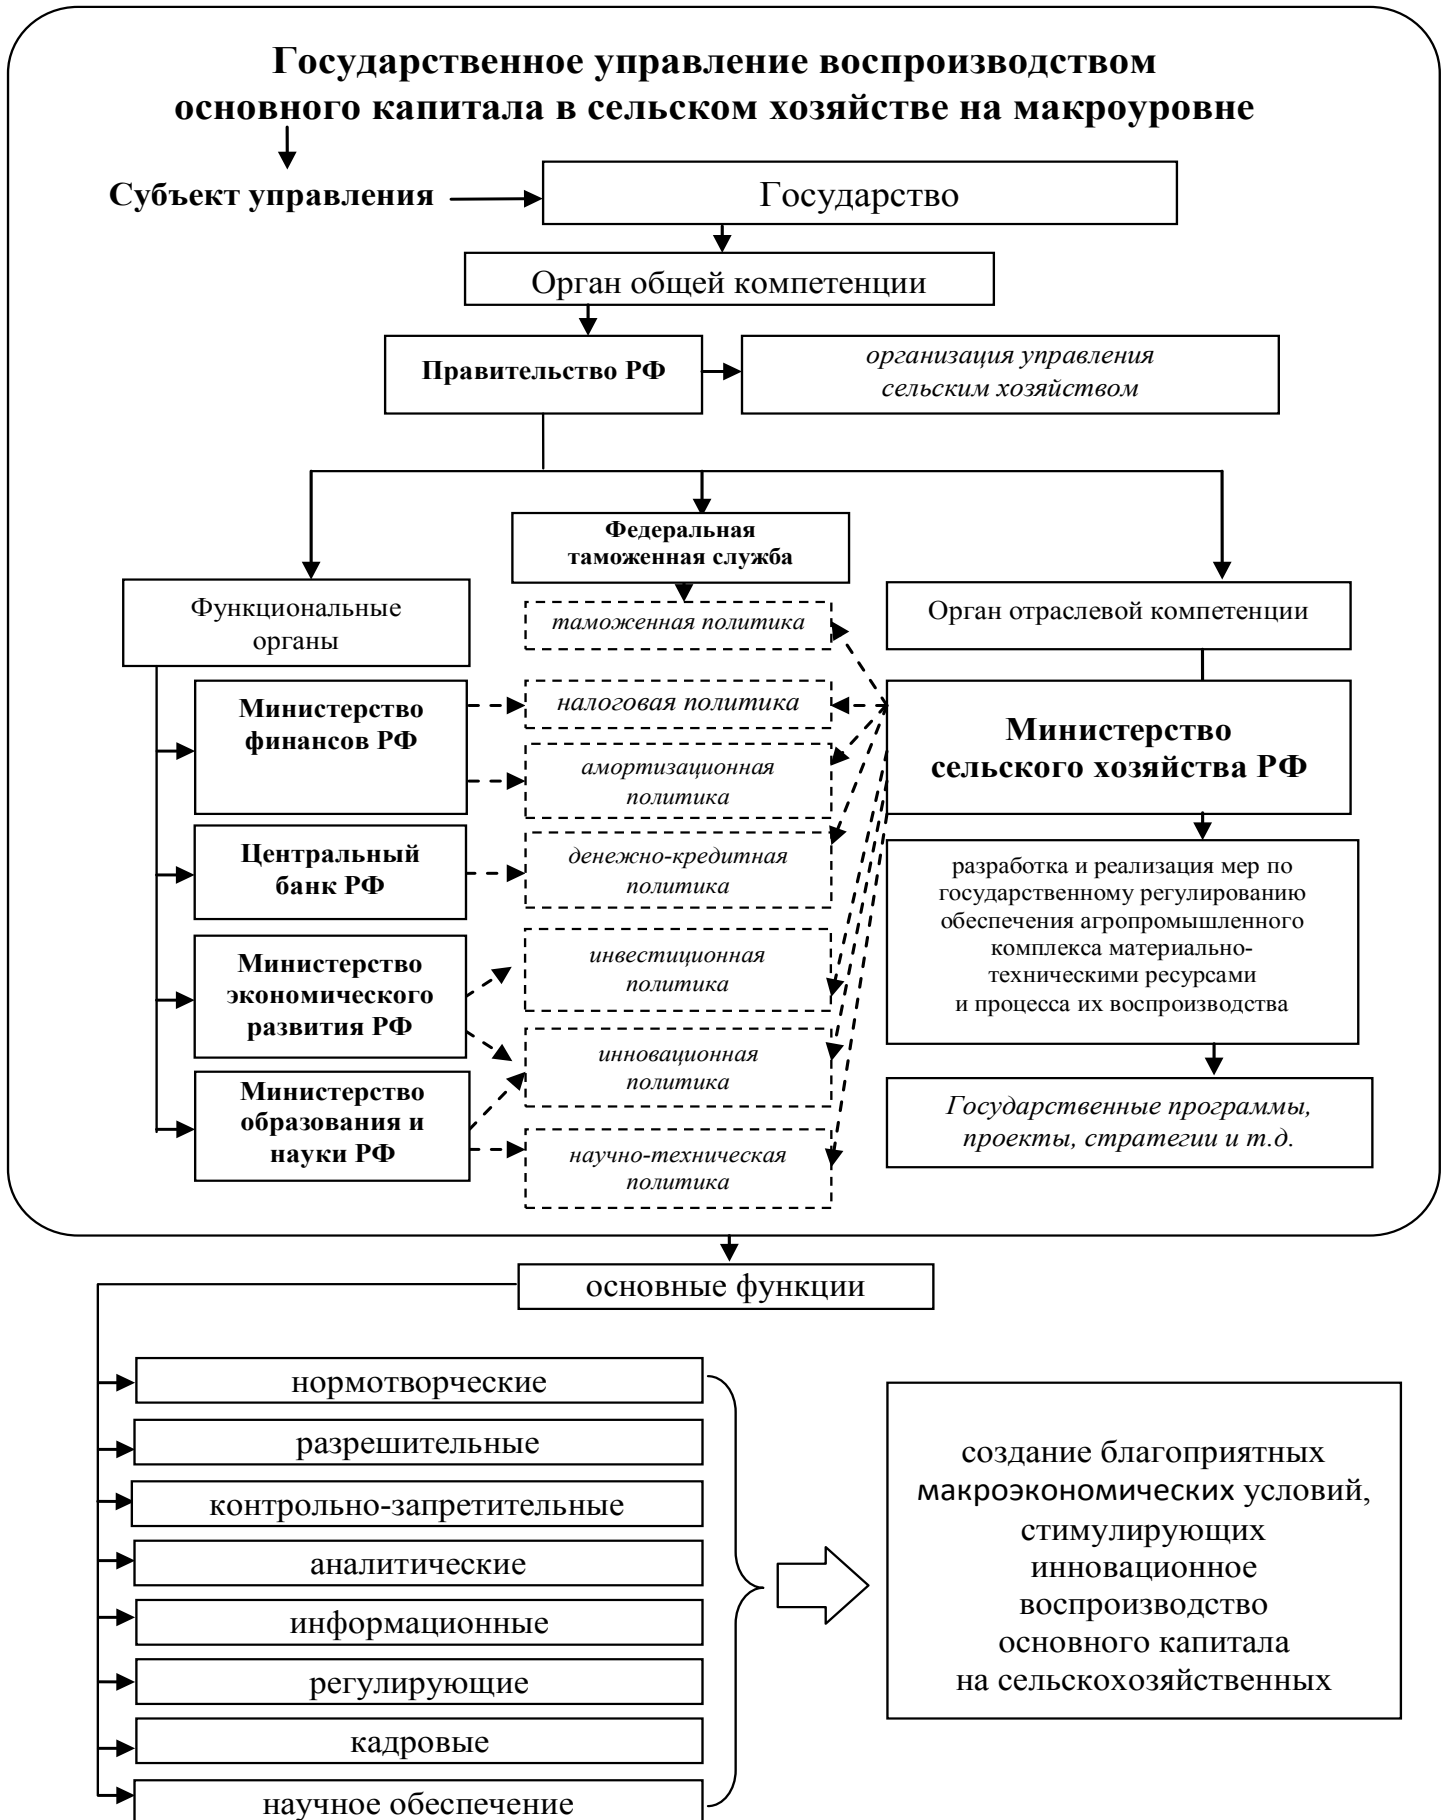 Государственное управление воспроизводством
основного капитала в сельском хозяйстве на макроуровне
Субъект управления
Государство
Орган общей компетенции
Правительство РФ
организация управления
сельским хозяйством
Федеральная
таможенная служба
Функциональные
органы
таможенная политика
Орган отраслевой компетенции
Министерство
финансов РФ
налоговая политика
амортизационная
политика
Министерство
сельского хозяйства РФ
Центральный
банк РФ
денежно-кредитная
политика
разработка и реализация мер по
государственному регулированию
обеспечения агропромышленного
комплекса материально-
техническими ресурсами
и процесса их воспроизводства
Министерство
экономического
развития РФ
инвестиционная
политика
инновационная
политика
Министерство
образования и
науки РФ
научно-техническая
политика
Государственные программы,
проекты, стратегии и т.д.
основные функции
нормотворческие
разрешительные
контрольно-запретительные
аналитические
информационные
регулирующие
кадровые
научное обеспечение
создание благоприятных
макроэкономических условий,
стимулирующих
инновационное
воспроизводство
основного капитала
на сельскохозяйственных